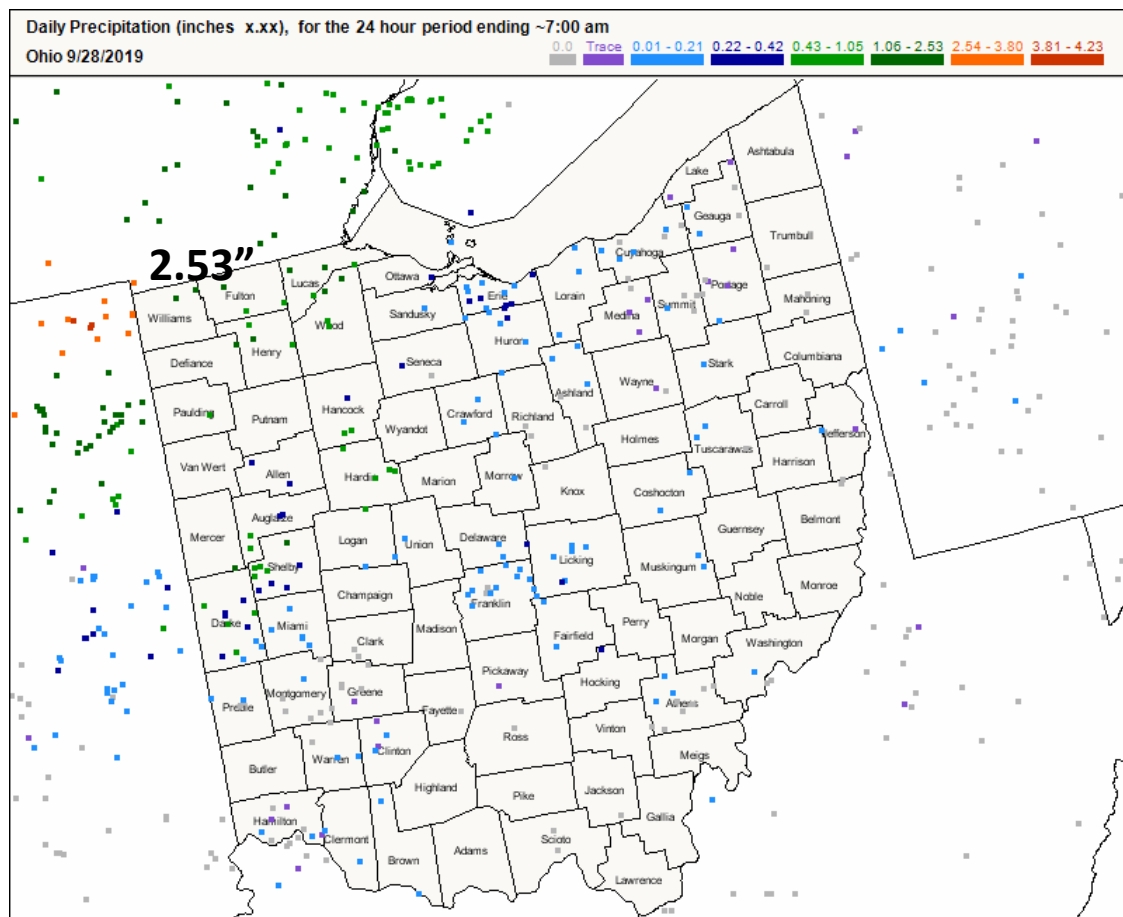 Daily Precipitation (inches x.xx), for the 24 hour period ending ~7:00 am
Ohio 9/28/2019
0.0 Trace 0.01 - 0.21 0.22 - 0.42 0.43 - 1.05 1.06 - 2.53 2.54 - 3.80 3.81 - 4.23
Ashtabula
Lake
Geauga
Trumbull
Cuyahoga
2.53”
Ottawa
Lucas
Fulton
Erie
Lorain
Portage
Mahoning
Williams
Wood
Sandusky
Medina
Summit
Huron
Henry
Defiance
Seneca
Stark
Columbiana
Wayne
Ashland
Paulding
Putnam
Hancock
Crawford
Richland
Carroll
Wyandot
Holmes
Jefferson
Tuscarawas
Van Wert
Allen
Hardin
Marion
Morrow
Harrison
Knox
Coshocton
Auglaize
Belmont
Mercer
Logan
Union
Delaware
Guernsey
Licking
Shelby
Muskingum
Champaign
Monroe
Noble
Franklin
Darke
Miami
Madison
Perry
Clark
Fairfield
Morgan
Washington
Pickaway
Hocking
Montgomery
Greene
Preble
Fayette
Athens
Vinton
Ross
Clinton
Warren
Meigs
Butler
Highland
Pike
Jackson
Gallia
Hamilton
Clermont
Scioto
Adams
Brown
Lawrence